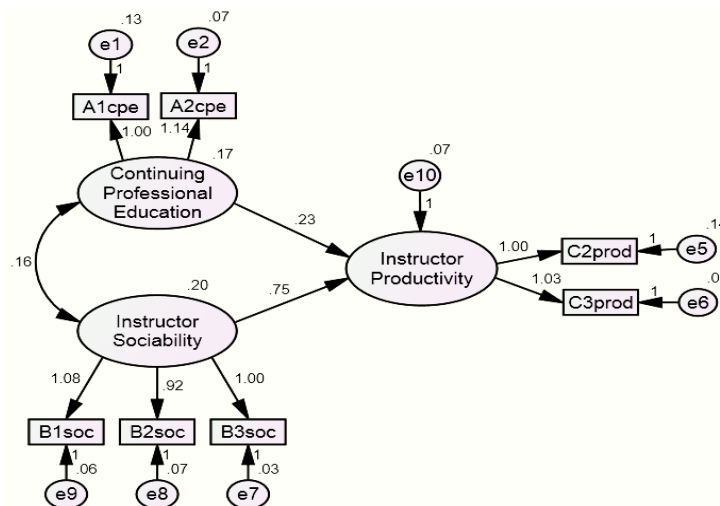 .13
.07
e1
e2
1
1
A1cpe
A2cpe
1.00
1.14
.17
Continuing
Professional
Education
.07
e10
1
.23
.16
Instructor
Productivity
1.00
C2prod
1
e5
1.03
C3prod
1
e6
.20
.75
Instructor
Sociability
1.08
.92
1.00
B1soc
B2soc
B3soc
1
.06
1
.07
1
.03
e9
e8
e7